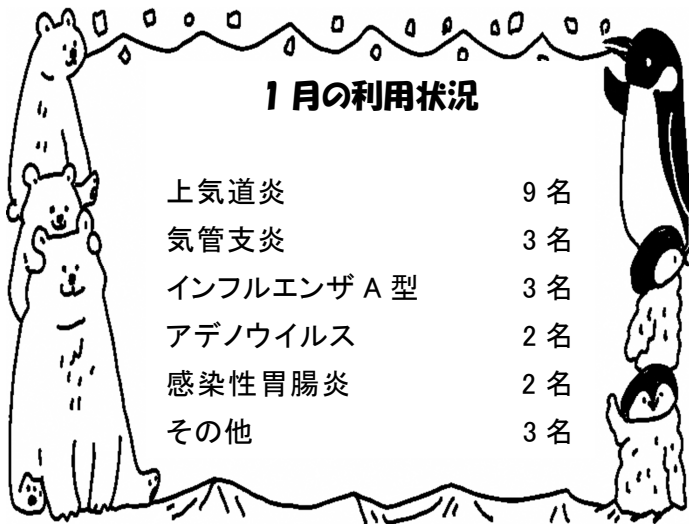 1月の利用状況
上気道炎 9名
気管支炎 3名
インフルエンザA型 3名
アデノウイルス 2名
感染性胃腸炎 2名
その他 3名